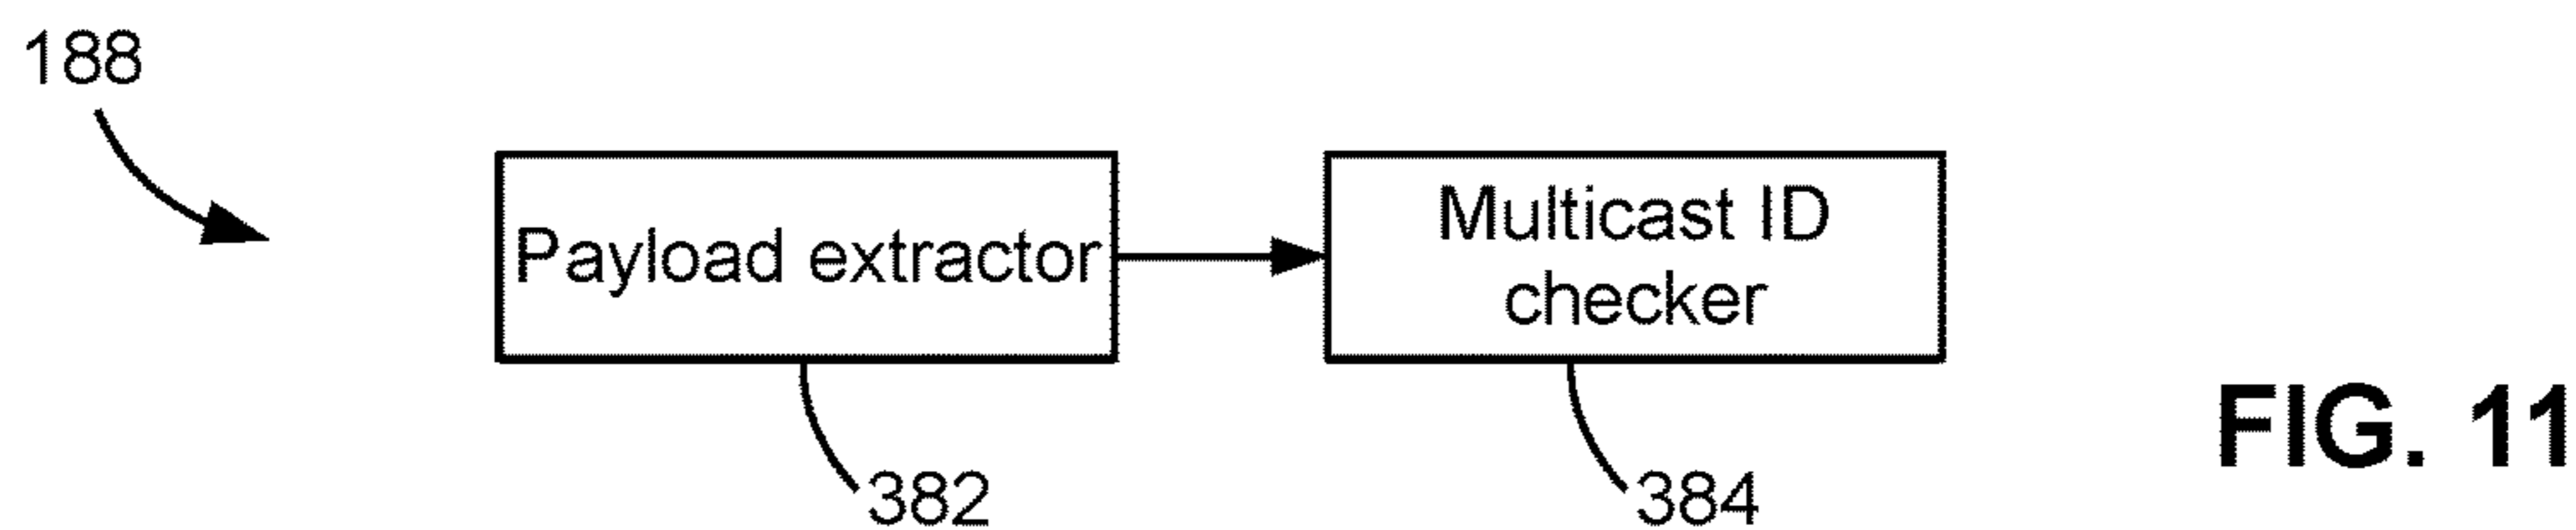 188
Payload extractor
Multicast ID
checker
382
384
FIG. 11